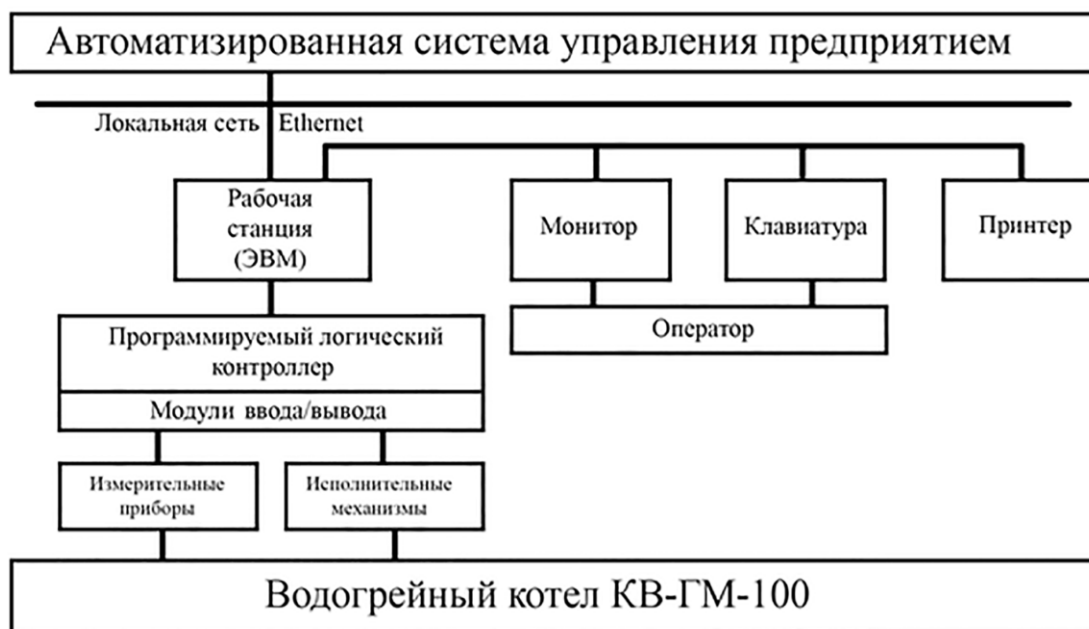 Автоматизированная система управления предприятием
Локальная сеть Ethernet
Рабочая
станция
(ЭВМ)
Монитор
Клавиатура
Принтер
Оператор
Программируемый логический
контроллер
Модули ввода/вывода
Измерительные
приборы
Исполнительные
механизмы
Водогрейный котел КВ-ГМ-100